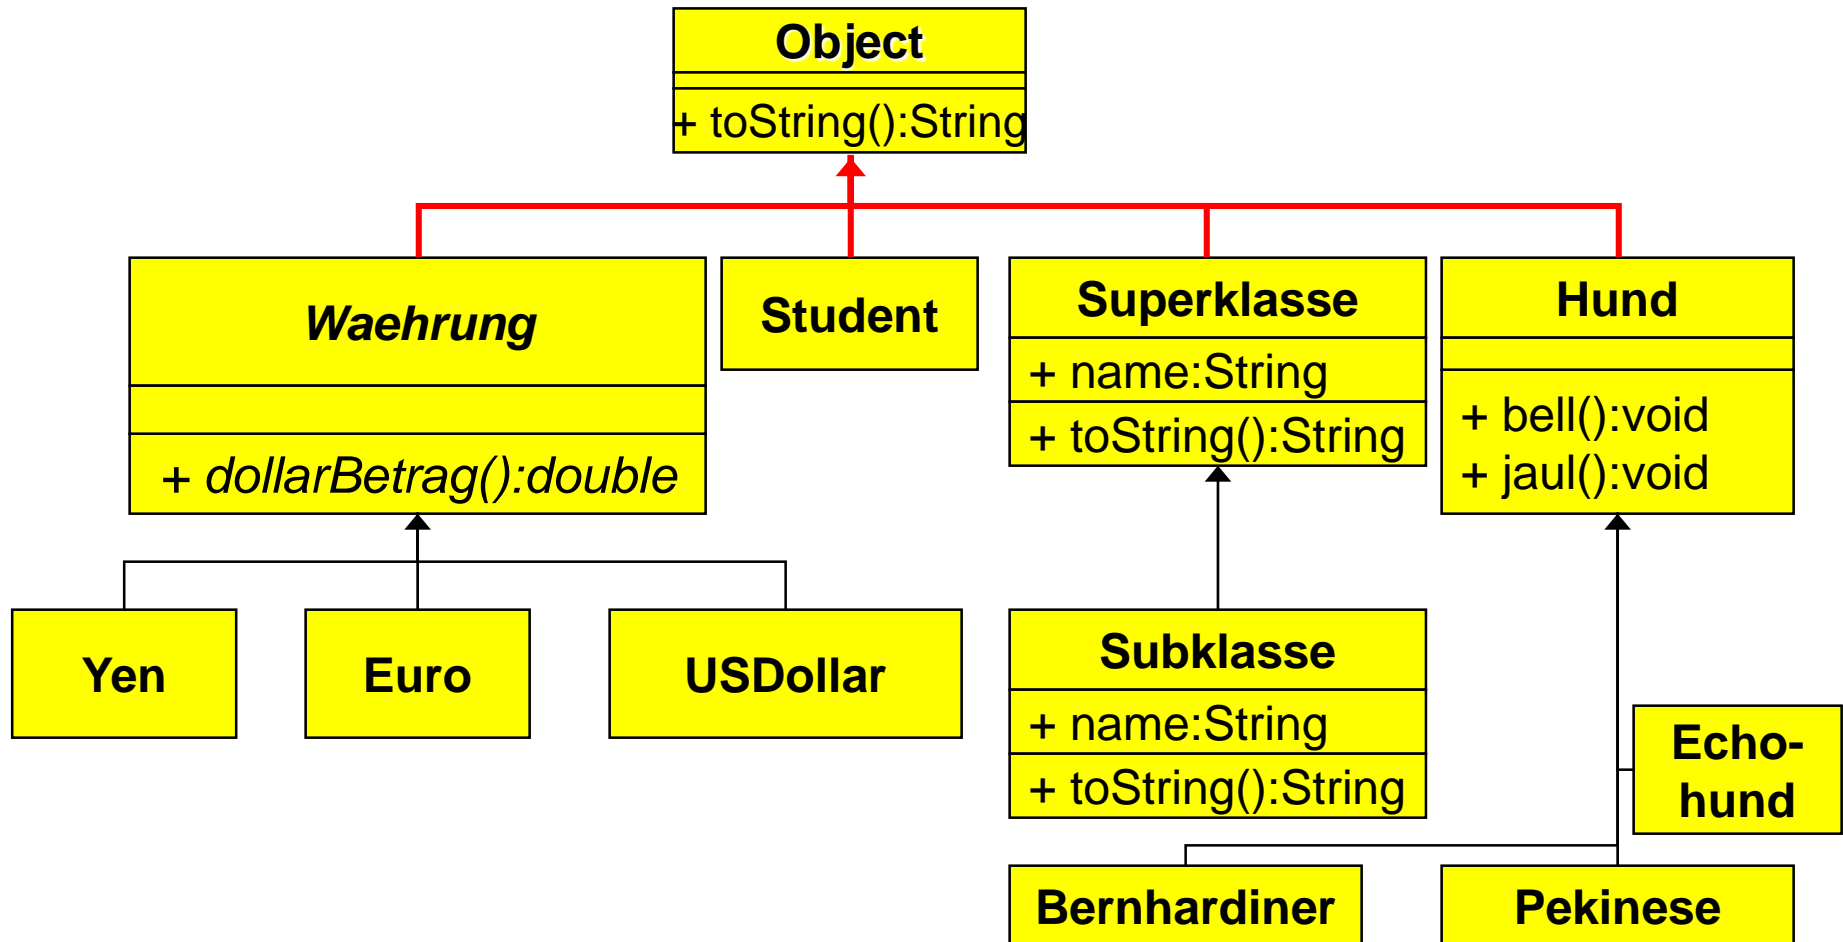 Object
+ toString():String
Waehrung
+ dollarBetrag():double
Student
Superklasse
+ name:String
+ toString():String
Hund
+ bell():void
+ jaul():void
Yen
Euro
USDollar
Subklasse
+ name:String
+ toString():String
Echo-
hund
Bernhardiner
Pekinese